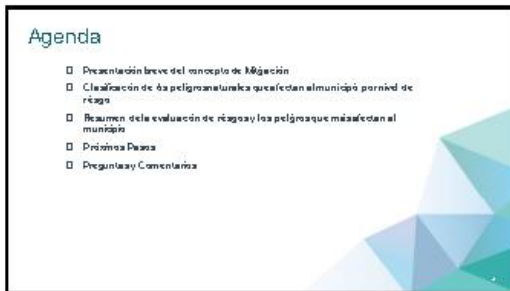 Agenda
Presentación breve del concepto de Mitigación
Clasificación de los peligros naturales que afectan al municipio por nivel de
riesgo
Resumen de la evaluación de riesgos y los peligros que más afectan al
municipio
Próximos Pasos
Preguntas y Comentarios